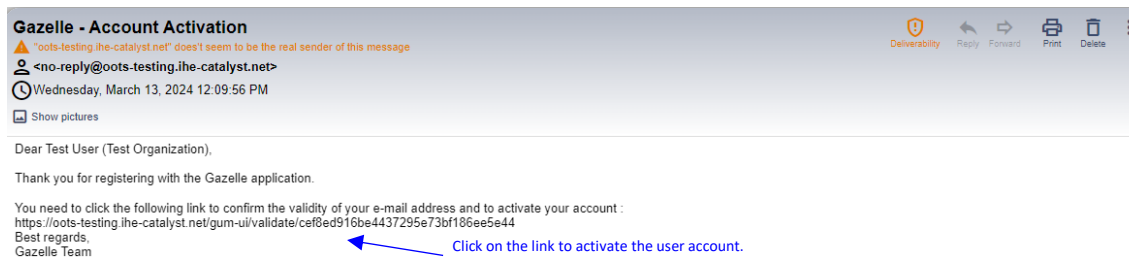 Gazelle - Account Activation
"oots-testing.ihe-catalyst.net" does't seem to be the real sender of this message
<no-reply@oots-testing.ihe-catalyst.net>
Wednesday, March 13, 2024 12:09:56 PM
Show pictures
Deliverability Reply Forward Print Delete
Dear Test User (Test Organization),
Thank you for registering with the Gazelle application.
You need to click the following link to confirm the validity of your e-mail address and to activate your account :
https://oots-testing.ihe-catalyst.net/gum-ui/validate/cef8ed916be4437295e73bf186ee5e44
Best regards,
Gazelle Team
Click on the link to activate the user account.